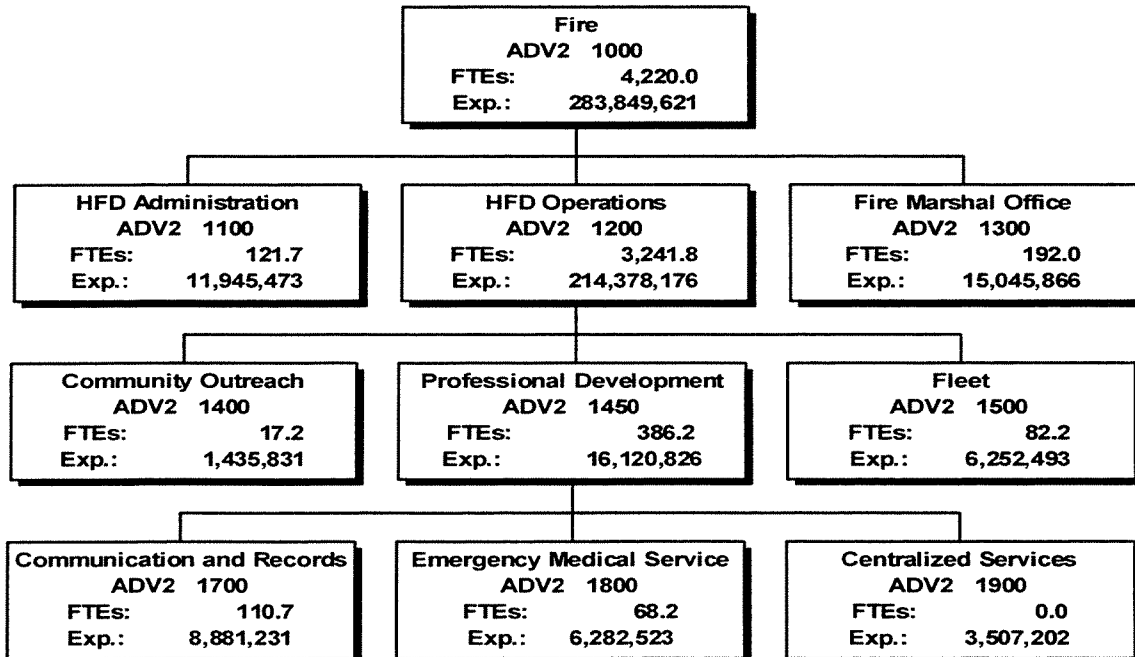 Fire
ADV2 1000
FTEs: 4,220.0
Exp.: 283,849,621
HFD Administration
ADV2 1100
FTEs: 121.7
Exp.: 11,945,473
HFD Operations
ADV2 1200
FTEs: 3,241.8
Exp.: 214,378,176
Fire Marshal Office
ADV2 1300
FTEs: 192.0
Exp.: 15,045,866
Community Outreach
ADV2 1400
FTEs: 17.2
Exp.: 1,435,831
Professional Development
ADV2 1450
FTEs: 386.2
Exp.: 16,120,826
Fleet
ADV2 1500
FTEs: 82.2
Exp.: 6,252,493
Communication and Records
ADV2 1700
FTEs: 110.7
Exp.: 8,881,231
Emergency Medical Service
ADV2 1800
FTEs: 68.2
Exp.: 6,282,523
Centralized Services
ADV2 1900
FTEs: 0.0
Exp.: 3,507,202